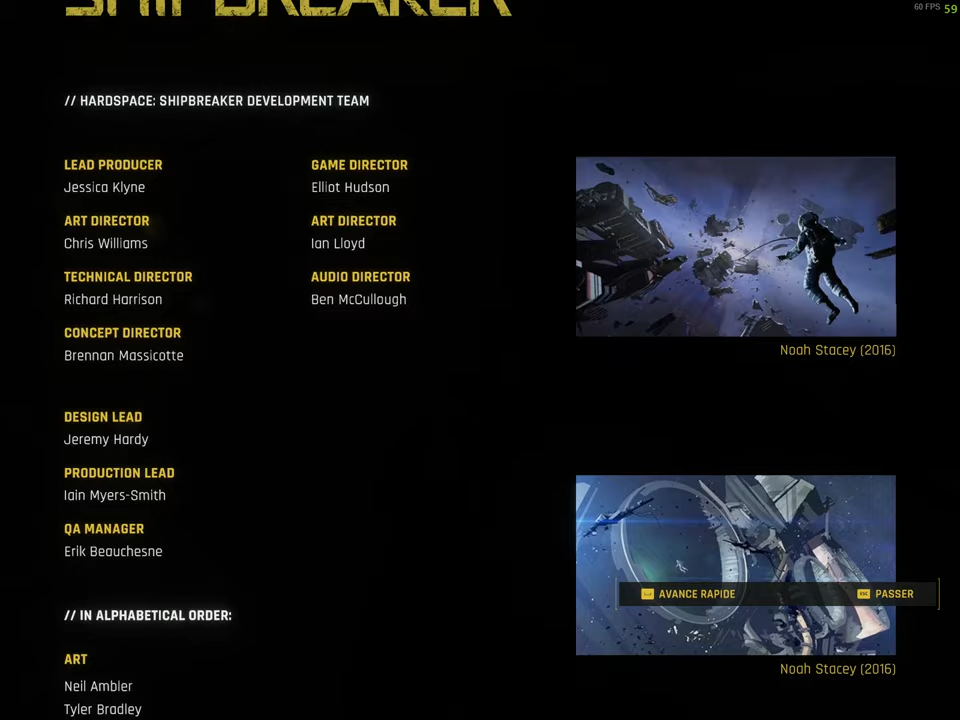 SHIPBREAKER
60 FPS 59
// HARDSPACE: SHIPBREAKER DEVELOPMENT TEAM
LEAD PRODUCER
Jessica Klyne
GAME DIRECTOR
Elliot Hudson
ART DIRECTOR
Chris Williams
ART DIRECTOR
Ian Lloyd
TECHNICAL DIRECTOR
Richard Harrison
AUDIO DIRECTOR
Ben McCullough
CONCEPT DIRECTOR
Brennan Massicotte
Noah Stacey (2016)
DESIGN LEAD
Jeremy Hardy
PRODUCTION LEAD
Iain Myers-Smith
QA MANAGER
Erik Beauchesne
AVANCE RAPIDE
ESC PASSER
// IN ALPHABETICAL ORDER:
ART
Neil Ambler
Tyler Bradley
Noah Stacey (2016)